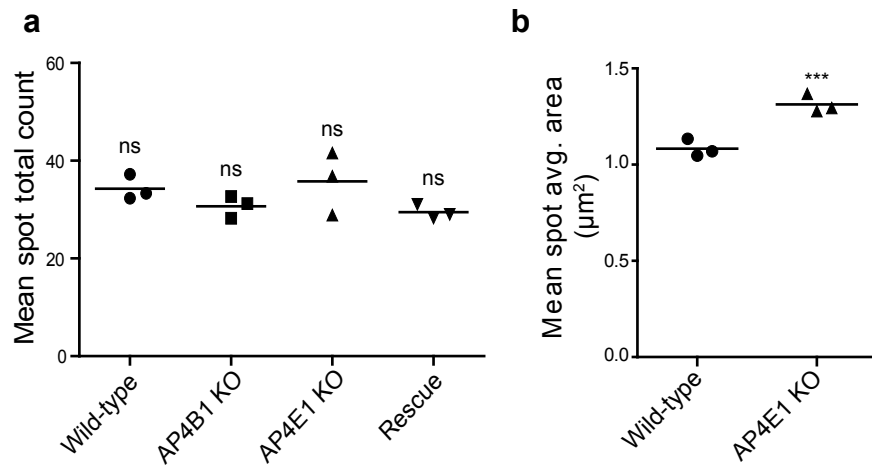 a
Mean spot total count
60
40
20
0
ns
ns
ns
ns
Wild-type
AP4B1 KO
AP4E1 KO
Rescue
b
Mean spot avg. area
(µm²)
1.5
1.0
0.5
0.0
***
Wild-type
AP4E1 KO